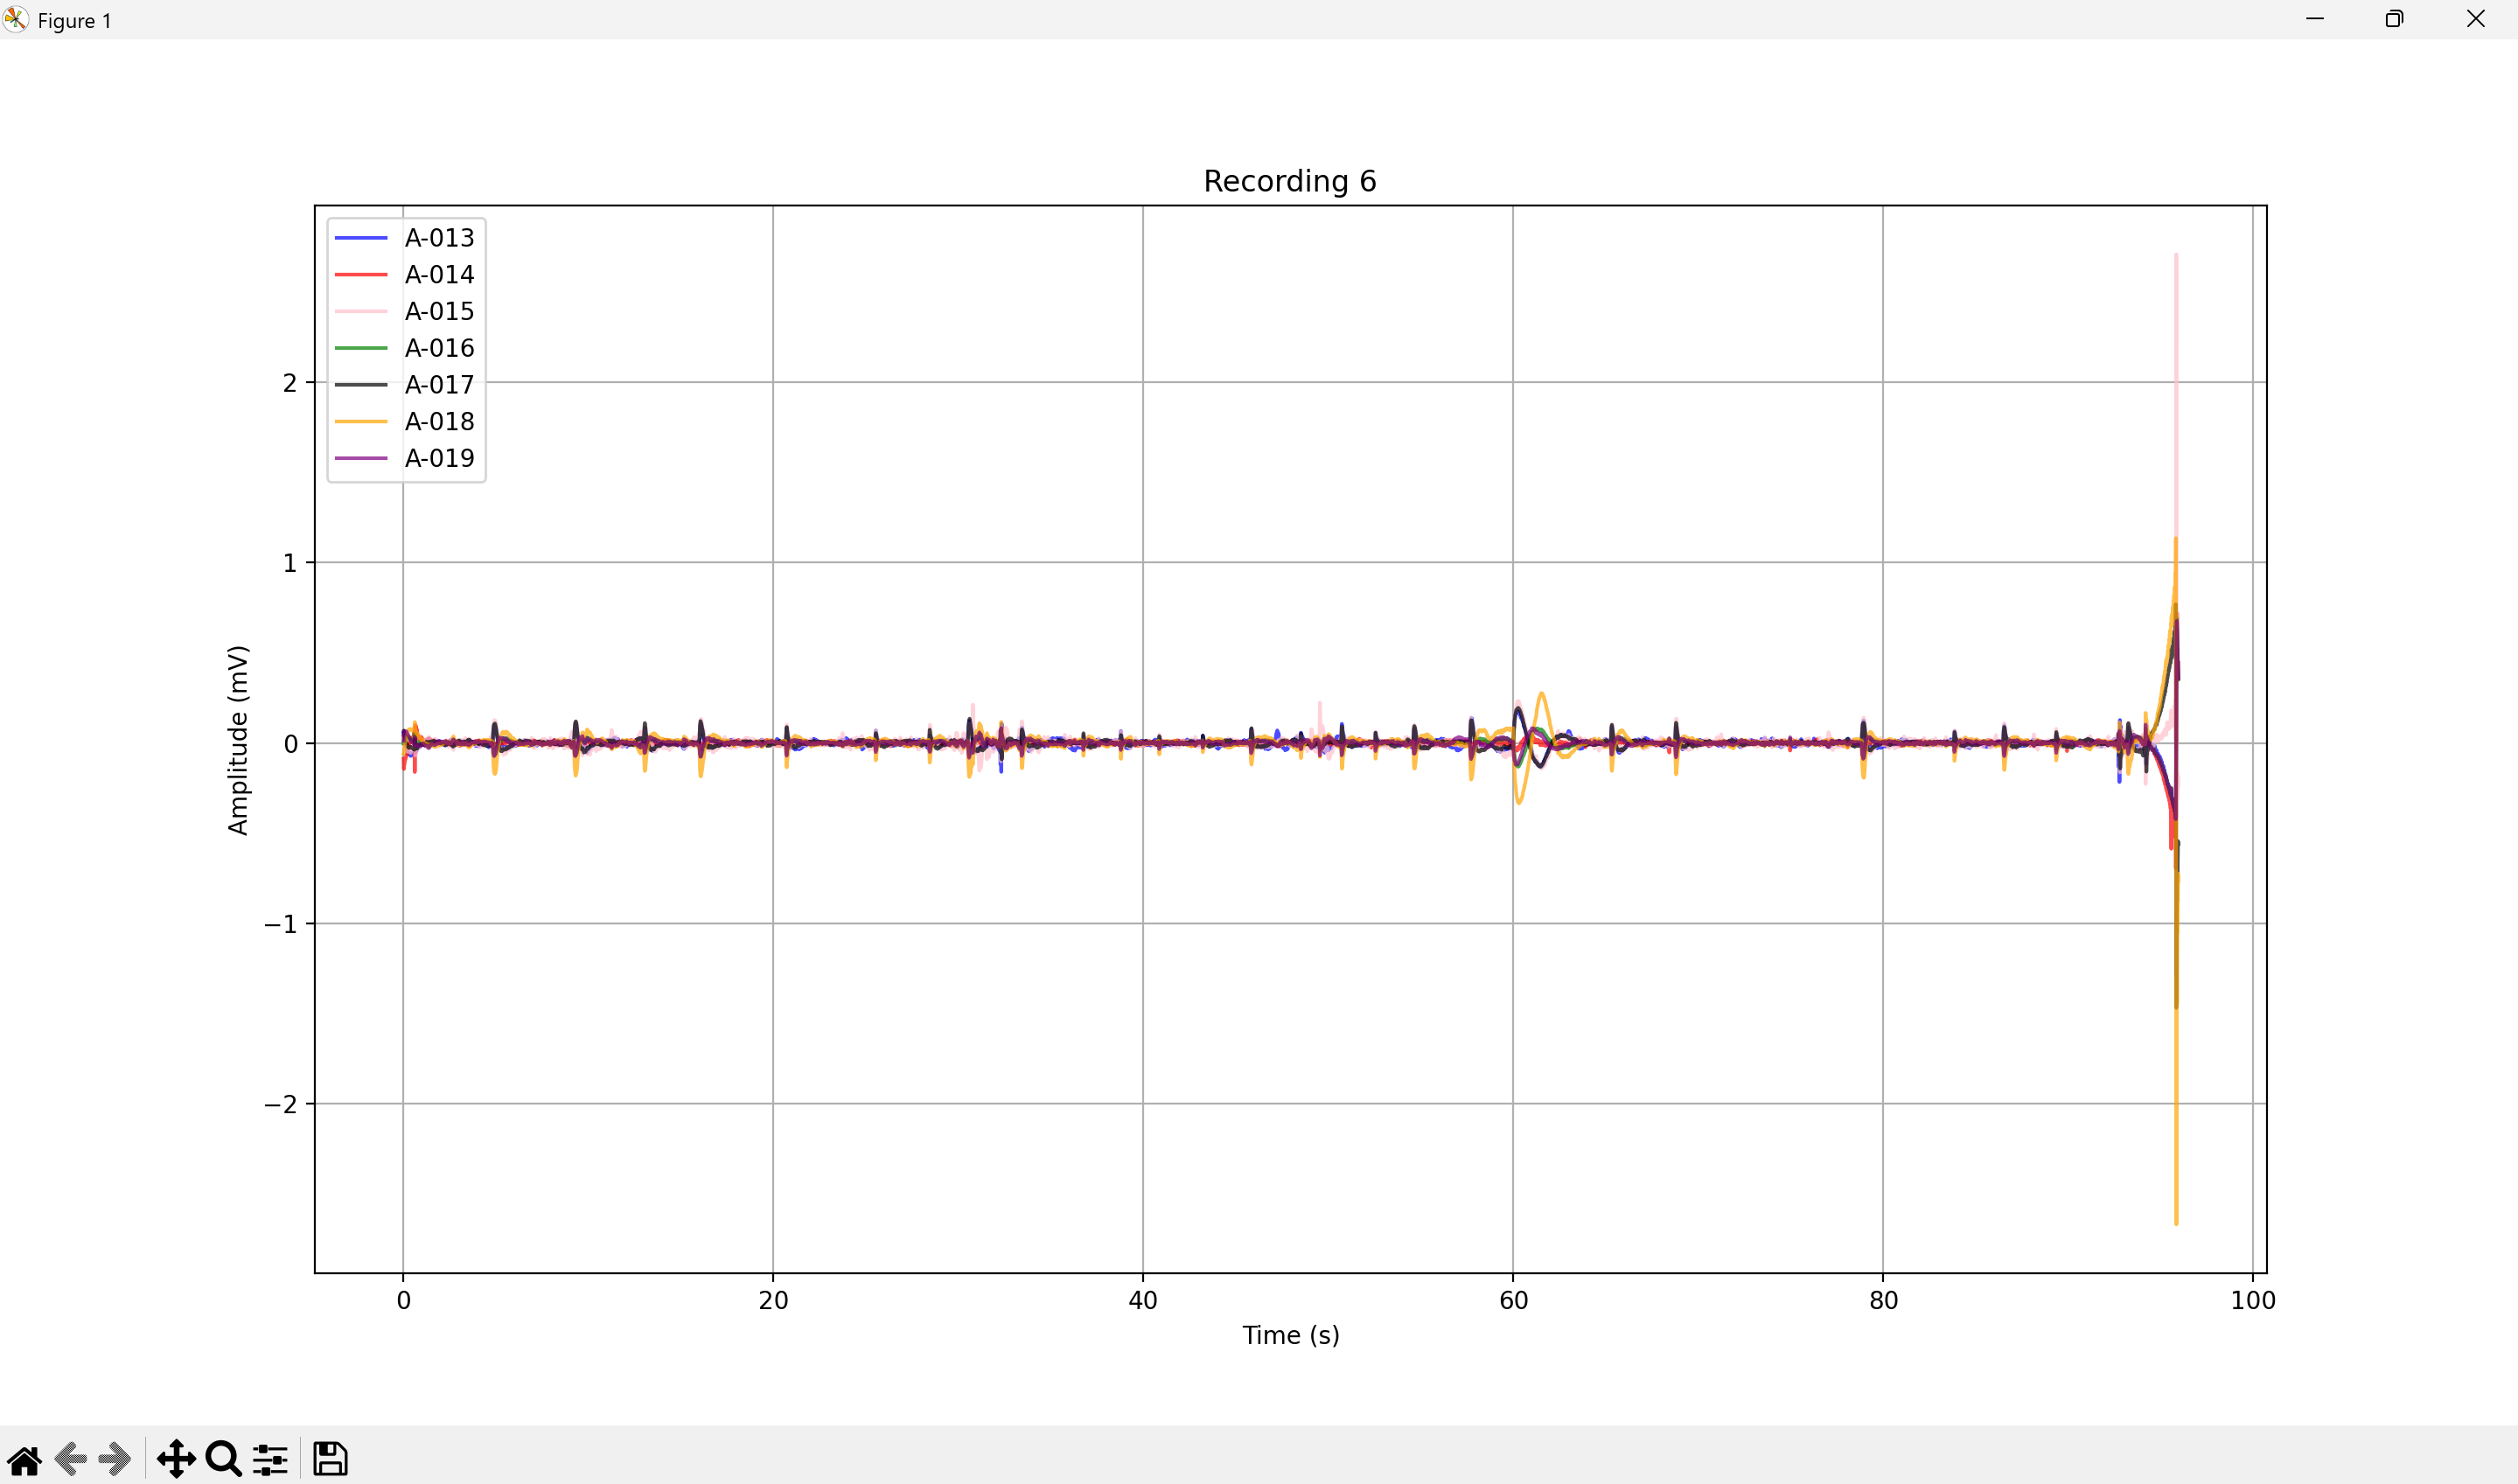 Figure 1
Recording 6
A-013
A-014
A-015
A-016
A-017
A-018
A-019
2
1
0
−1
−2
Amplitude (mV)
0 20 40 60 80 100
Time (s)